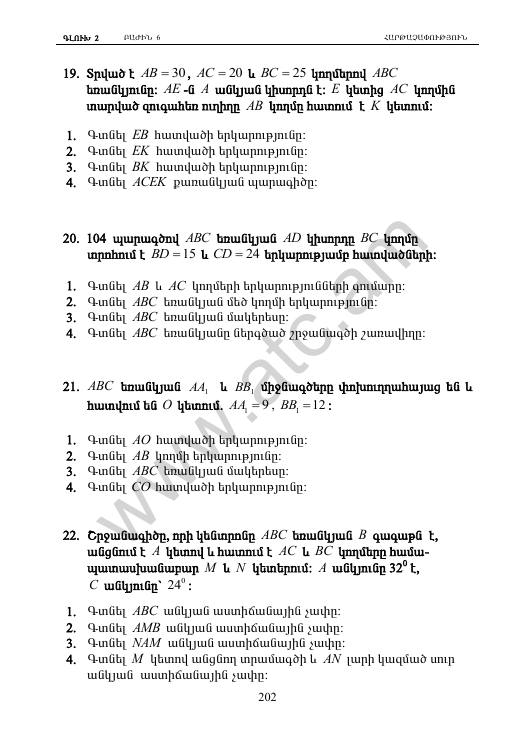 ԳԼՈՒԽ 2 ԲԱԺԻՆ 6 ՀԱՐԹԱՉԱՓՈՒԹՅՈՒՆ
19. Տրված է AB = 30, AC = 20 և BC = 25 կողմերով ABC
եռանկյունը: AE-ն A անկյան կիսորդն է: E կետից AC կողմին
տարված զուգահեռ ուղիղը AB կողմը հատում է K կետում:
1. Գտնել EB հատվածի երկարությունը:
2. Գտնել EK հատվածի երկարությունը:
3. Գտնել BK հատվածի երկարությունը:
4. Գտնել ACEK քառանկյան պարագիծը:
20. 104 պարագծով ABC եռանկյան AD կիսորդը BC կողմը
տրոհում է BD = 15 և CD = 24 երկարությամբ հատվածների:
1. Գտնել AB և AC կողմերի երկարությունների գումարը:
2. Գտնել ABC եռանկյան մեծ կողմի երկարությունը:
3. Գտնել ABC եռանկյան մակերեսը:
4. Գտնել ABC եռանկյանը ներգծած շրջանագծի շառավիղը:
21. ABC եռանկյան AA₁ և BB₁ միջնագծերը փոխուղղահայաց են և
հատվում են O կետում. AA₁ = 9, BB₁ = 12:
1. Գտնել AO հատվածի երկարությունը:
2. Գտնել AB կողմի երկարությունը:
3. Գտնել ABC եռանկյան մակերեսը:
4. Գտնել CO հատվածի երկարությունը:
22. Շրջանագիծը, որի կենտրոնը ABC եռանկյան B գագաթն է,
անցնում է A կետով և հատում է AC և BC կողմերը համա-
պատասխանաբար M և N կետերում: A անկյունը 32⁰ է,
C անկյունը՝ 24⁰:
1. Գտնել ABC անկյան աստիճանային չափը:
2. Գտնել AMB անկյան աստիճանային չափը:
3. Գտնել NAM անկյան աստիճանային չափը:
4. Գտնել M կետով անցնող տրամագծի և AN լարի կազմած սուր
անկյան աստիճանային չափը:
202
www.atc.am